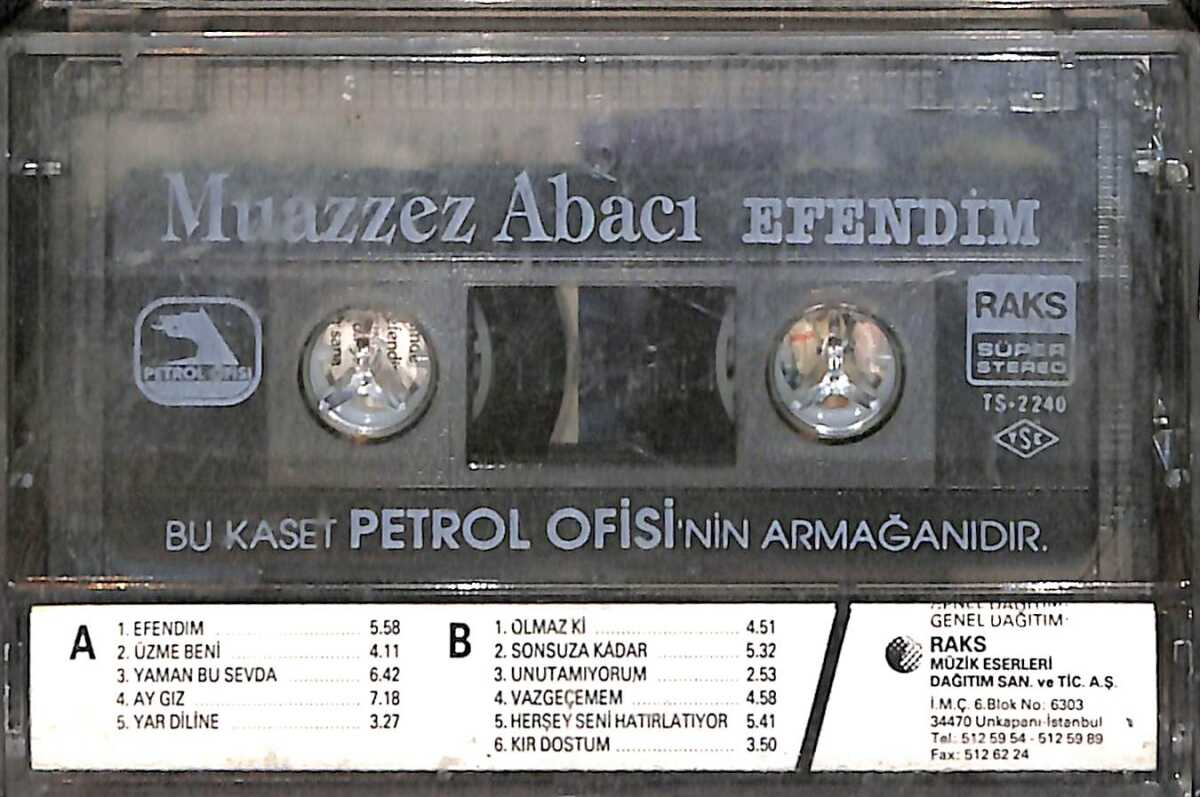 Muazzez Abacı EFENDİM
PETROL OFİSİ
RAKS
SÜPER
STEREO
TS-2240
TSE
BU KASET PETROL OFİSİ'NİN ARMAĞANIDIR.
A
1. EFENDIM 5.58
2. ÜZME BENİ 4.11
3. YAMAN BU SEVDA 6.42
4. AY GIZ 7.18
5. YAR DİLİNE 3.27
B
1. OLMAZ Kİ 4.51
2. SONSUZA KADAR 5.32
3. UNUTAMIYORUM 2.53
4. VAZGEÇEMEM 4.58
5. HERŞEY SENİ HATIRLATIYOR 5.41
6. KIR DOSTUM 3.50
GENEL DAĞITIM:
RAKS
MÜZİK ESERLERİ
DAĞITIM SAN. ve TİC. A.Ş.
İ.M.Ç. 6.Blok No: 6303
34470 Unkapanı-İstanbul
Tel: 512 59 54 - 512 59 89
Fax: 512 62 24